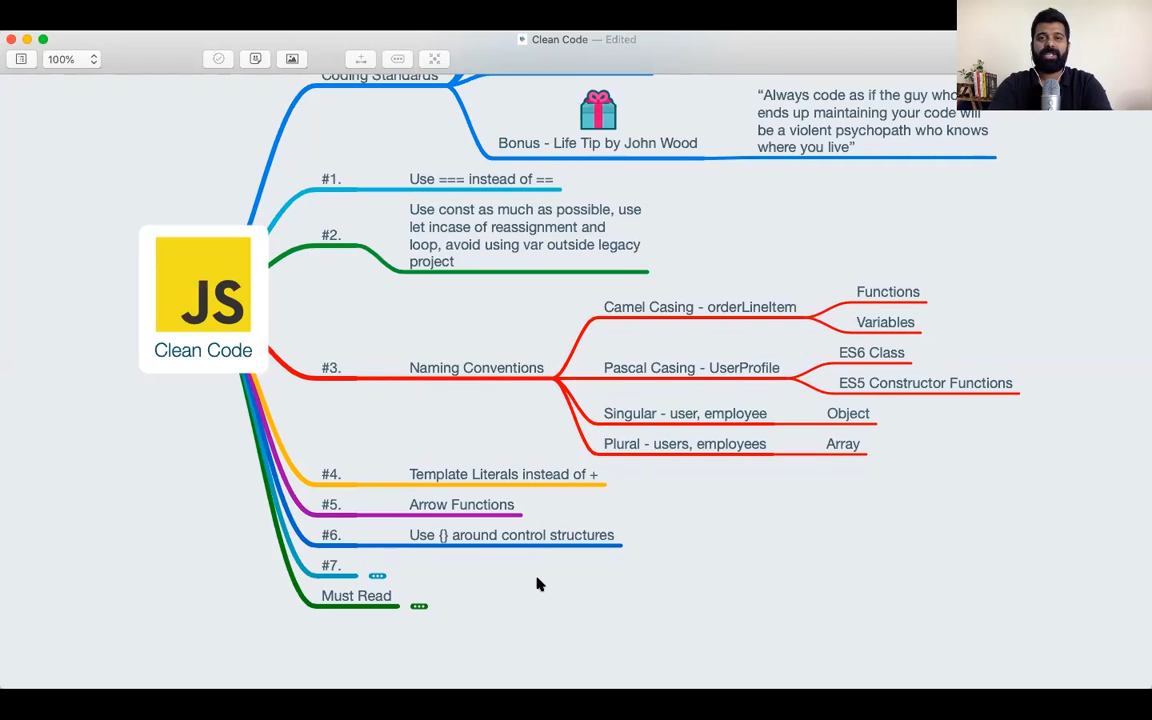 Clean Code — Edited
100%
Coding Standards
Bonus - Life Tip by John Wood
“Always code as if the guy who
ends up maintaining your code will
be a violent psychopath who knows
where you live”
#1.
Use === instead of ==
#2.
Use const as much as possible, use
let incase of reassignment and
loop, avoid using var outside legacy
project
JS
Clean Code
#3.
Naming Conventions
Camel Casing - orderLineItem
Functions
Variables
Pascal Casing - UserProfile
ES6 Class
ES5 Constructor Functions
Singular - user, employee
Object
Plural - users, employees
Array
#4.
Template Literals instead of +
#5.
Arrow Functions
#6.
Use {} around control structures
#7.
Must Read